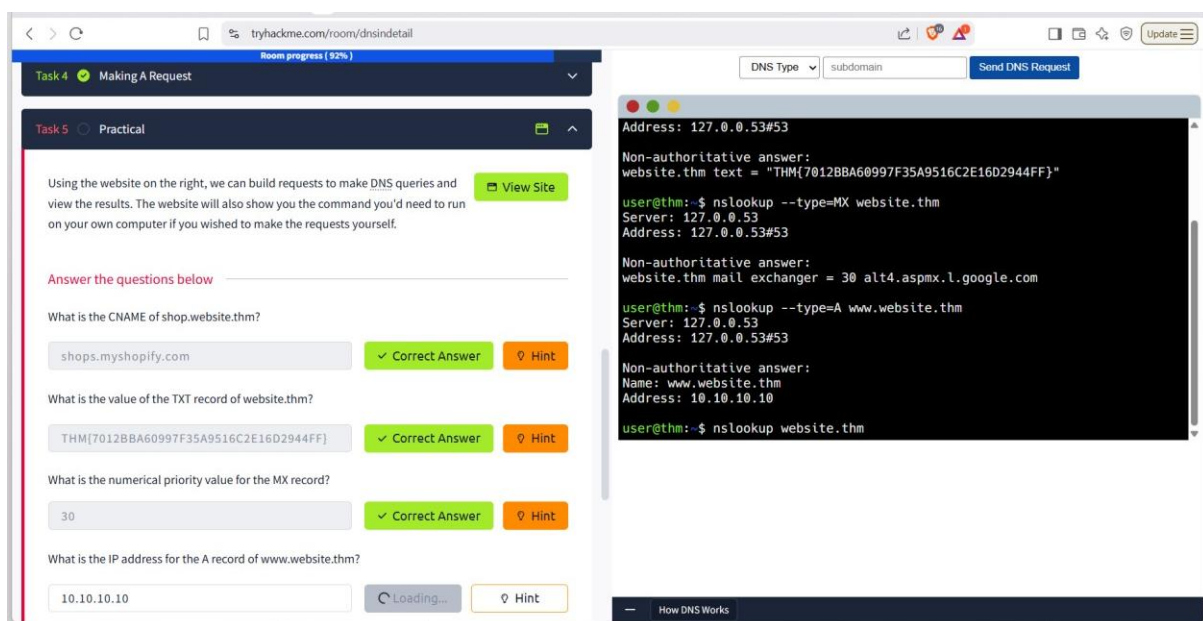 tryhackme.com/room/dnsindetail
Update
Room progress ( 92% )
Task 4 Making A Request
Task 5 Practical
Using the website on the right, we can build requests to make DNS queries and
view the results. The website will also show you the command you'd need to run
on your own computer if you wished to make the requests yourself.
View Site
Answer the questions below
What is the CNAME of shop.website.thm?
shops.myshopify.com
Correct Answer
Hint
What is the value of the TXT record of website.thm?
THM{7012BBA60997F35A9516C2E16D2944FF}
Correct Answer
Hint
What is the numerical priority value for the MX record?
30
Correct Answer
Hint
What is the IP address for the A record of www.website.thm?
10.10.10.10
Loading...
Hint
DNS Type
subdomain
Send DNS Request
Address: 127.0.0.53#53
Non-authoritative answer:
website.thm text = "THM{7012BBA60997F35A9516C2E16D2944FF}"
user@thm:~$ nslookup --type=MX website.thm
Server: 127.0.0.53
Address: 127.0.0.53#53
Non-authoritative answer:
website.thm mail exchanger = 30 alt4.aspmx.l.google.com
user@thm:~$ nslookup --type=A www.website.thm
Server: 127.0.0.53
Address: 127.0.0.53#53
Non-authoritative answer:
Name: www.website.thm
Address: 10.10.10.10
user@thm:~$ nslookup website.thm
How DNS Works